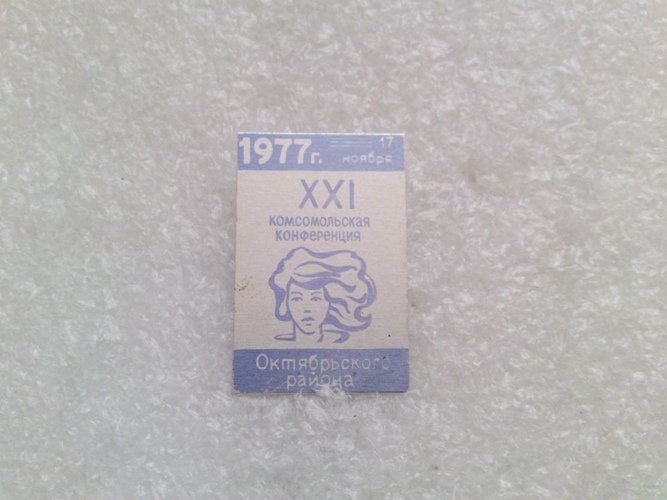 1977г. 17
ноября
XXI
КОМСОМОЛЬСКАЯ
КОНФЕРЕНЦИЯ
Октябрьского
района